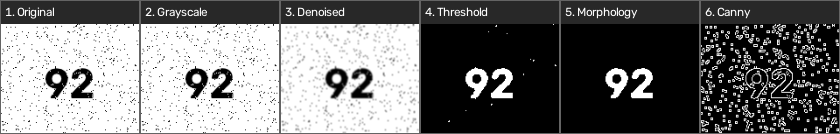 1. Original
2. Grayscale
3. Denoised
4. Threshold
5. Morphology
6. Canny
92
92
92
92
92
92